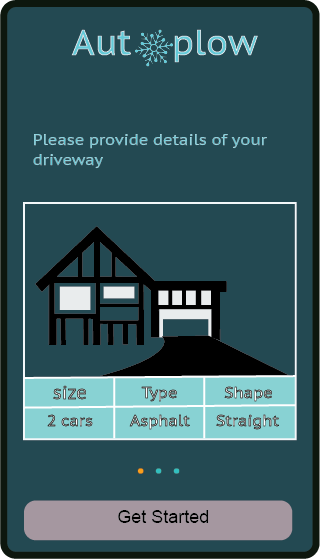 Aut plow
Please provide details of your
driveway
size Type Shape
2 cars Asphalt Straight
Get Started